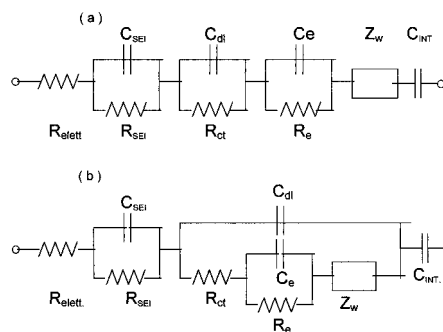 ( a )
C_SEI C_dl Ce Z_W C_INT
R_elett R_SEI R_ct R_e
( b )
C_dl
C_SEI
C_e C_INT.
R_elett. R_SEI R_ct Z_W
R_e